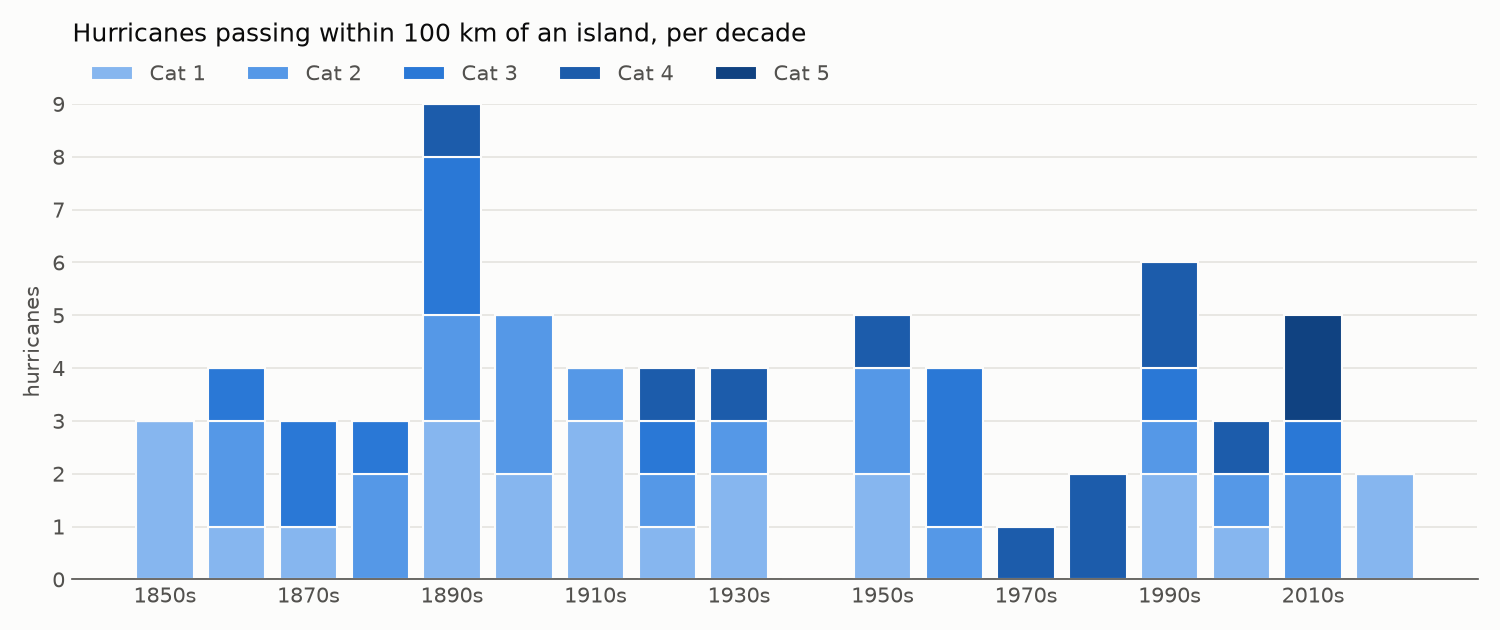 Hurricanes passing within 100 km of an island, per decade
Cat 1 Cat 2 Cat 3 Cat 4 Cat 5
hurricanes
9
8
7
6
5
4
3
2
1
0
1850s 1870s 1890s 1910s 1930s 1950s 1970s 1990s 2010s